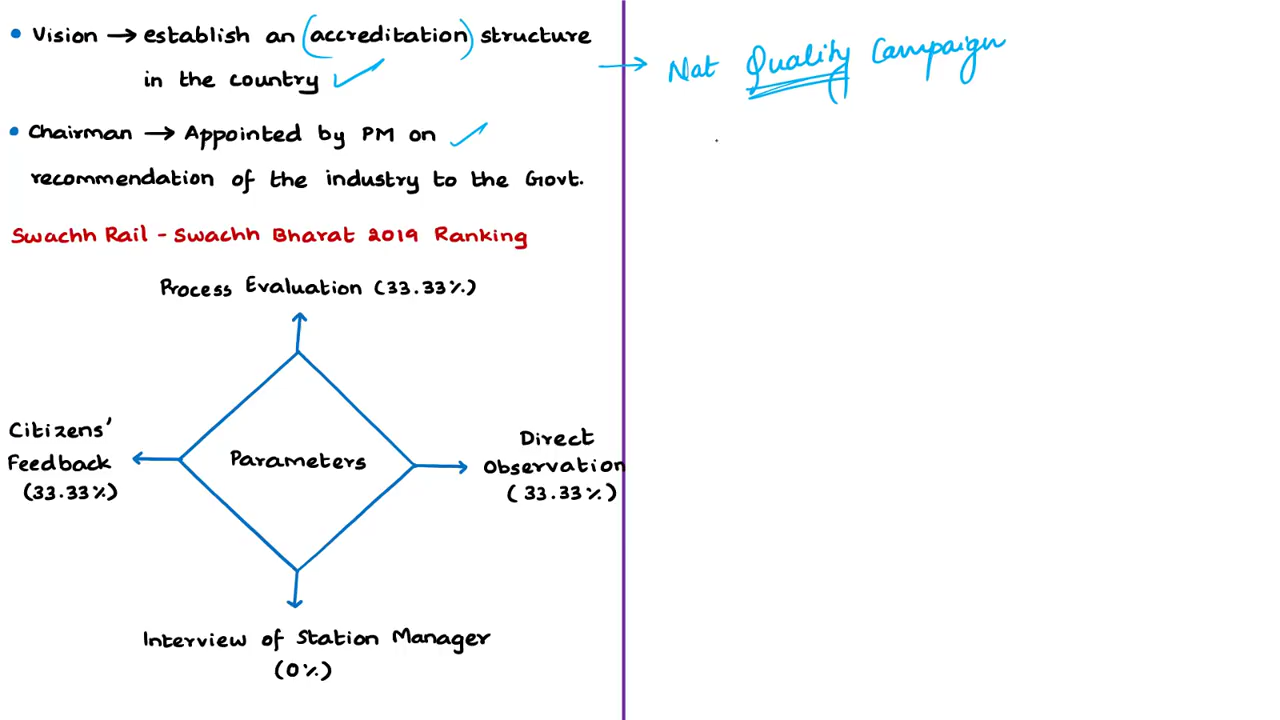 • Vision → establish an (accreditation) structure
in the country
→ Nat Quality Campaign
• Chairman → Appointed by PM on
recommendation of the industry to the Govt.
Swachh Rail - Swachh Bharat 2019 Ranking
Process Evaluation (33.33%)
Citizens'
Feedback
(33.33%)
Parameters
Direct
Observation
(33.33%)
Interview of Station Manager
(0%)